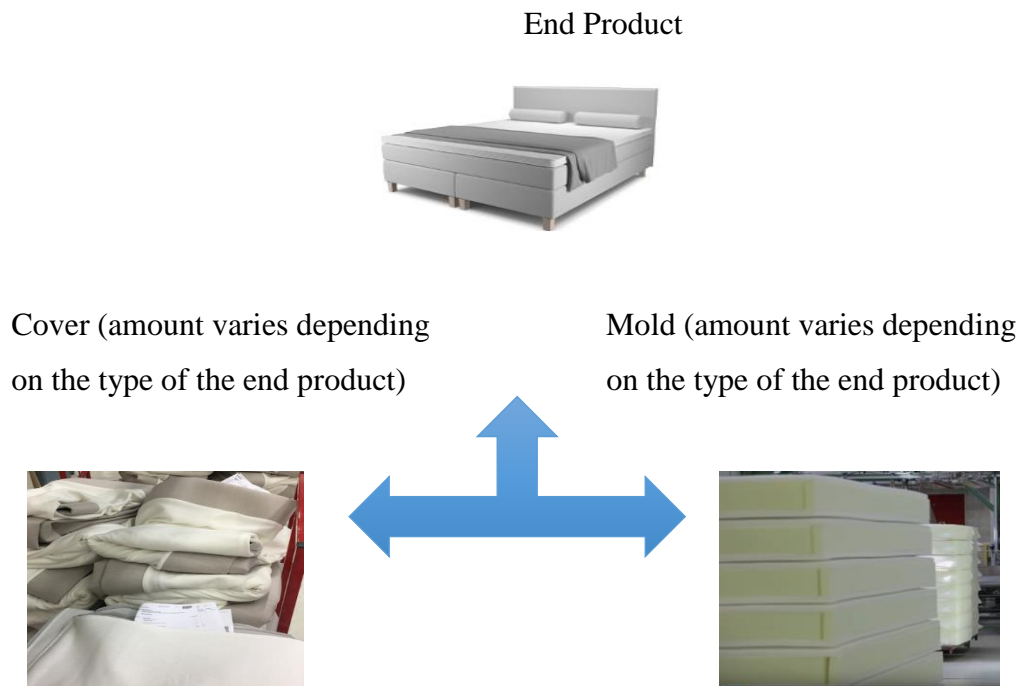 End Product
Cover (amount varies depending
on the type of the end product)
Mold (amount varies depending
on the type of the end product)